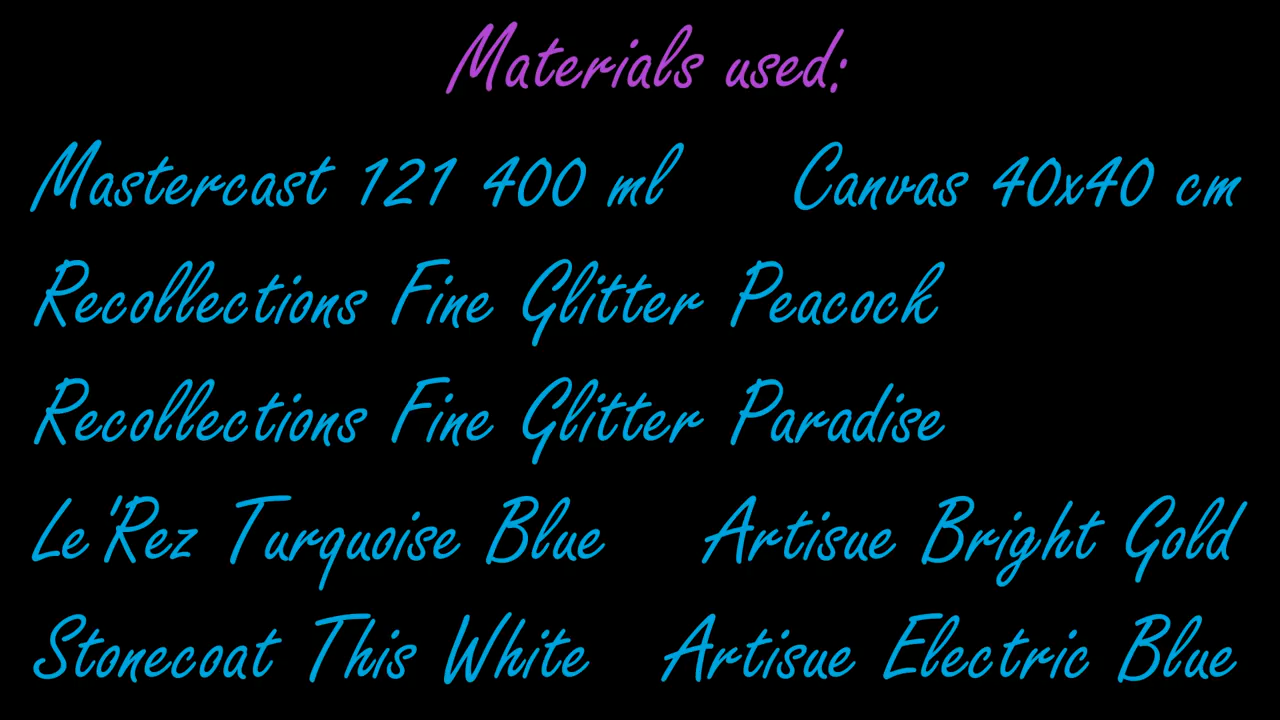 Materials used:
Mastercast 121 400 ml Canvas 40x40 cm
Recollections Fine Glitter Peacock
Recollections Fine Glitter Paradise
Le'Rez Turquoise Blue Artisue Bright Gold
Stonecoat This White Artisue Electric Blue